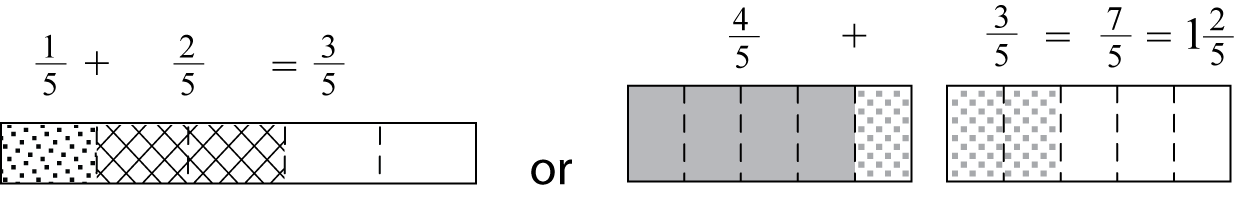 1/5 + 2/5 = 3/5
or
4/5 + 3/5 = 7/5 = 1 2/5